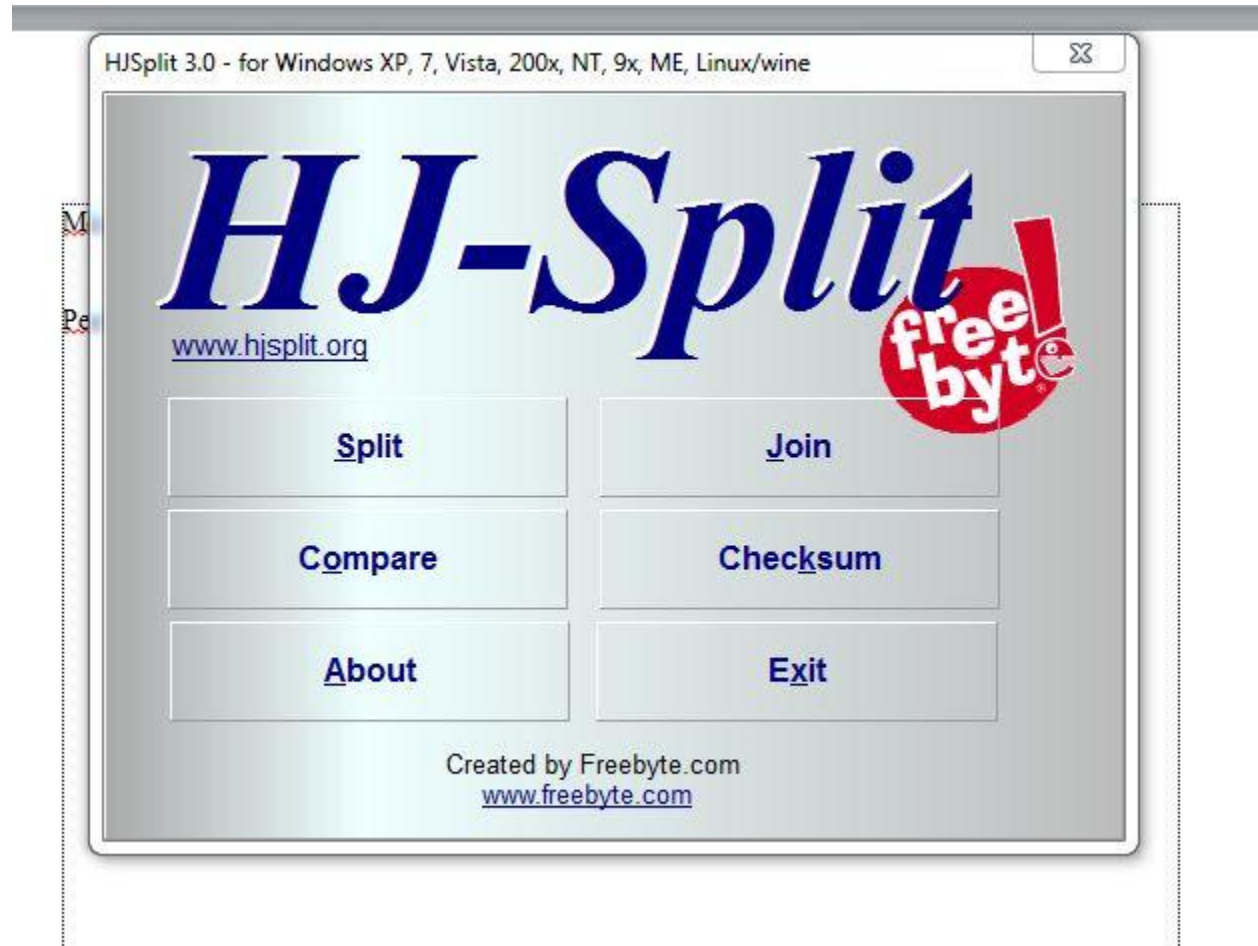 HJSplit 3.0 - for Windows XP, 7, Vista, 200x, NT, 9x, ME, Linux/wine
HJ-Split
free
byte!
www.hjsplit.org
Split
Join
Compare
Checksum
About
Exit
Created by Freebyte.com
www.freebyte.com